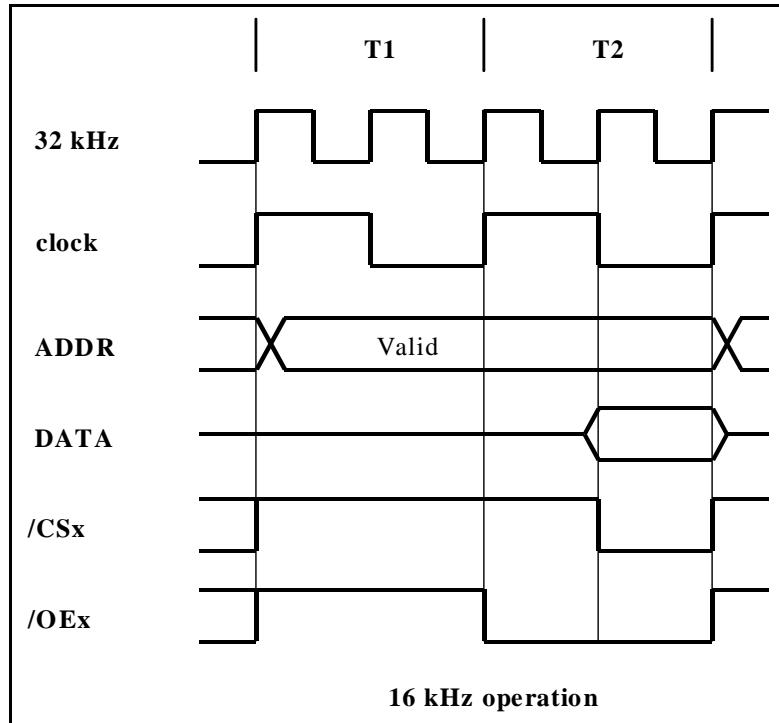 T1 T2
32 kHz
clock
ADDR Valid
DATA
/CSx
/OEx
16 kHz operation